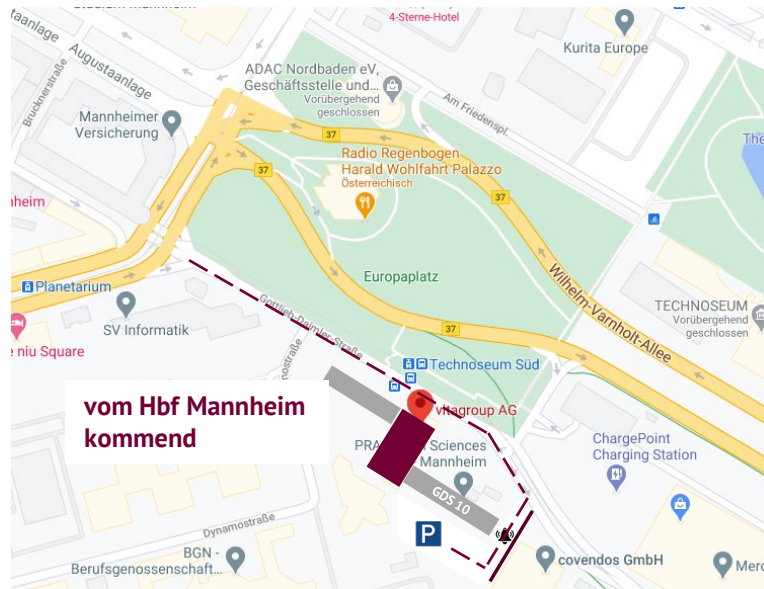 4-Sterne-Hotel
Kurita Europe
Augustaanlage
Brucknerstraße
ADAC Nordbaden eV,
Geschäftsstelle und...
Vorübergehend
geschlossen
Am Friedenspl.
Mannheimer
Versicherung
37
Radio Regenbogen
Harald Wohlfahrt Palazzo
Österreichisch
37
37
The
nheim
Europaplatz
Wilhelm-Varnholt-Allee
Planetarium
Gottlieb-Daimler-Straße
SV Informatik
37
TECHNOSEUM
Vorübergehend
geschlossen
e niu Square
Technoseum Süd
vom Hbf Mannheim
kommend
vitagroup AG
PRA
Sciences
Mannheim
ChargePoint
Charging Station
GDS 10
P
Dynamostraße
BGN -
Berufsgenossenschaft...
covendos GmbH
Merc